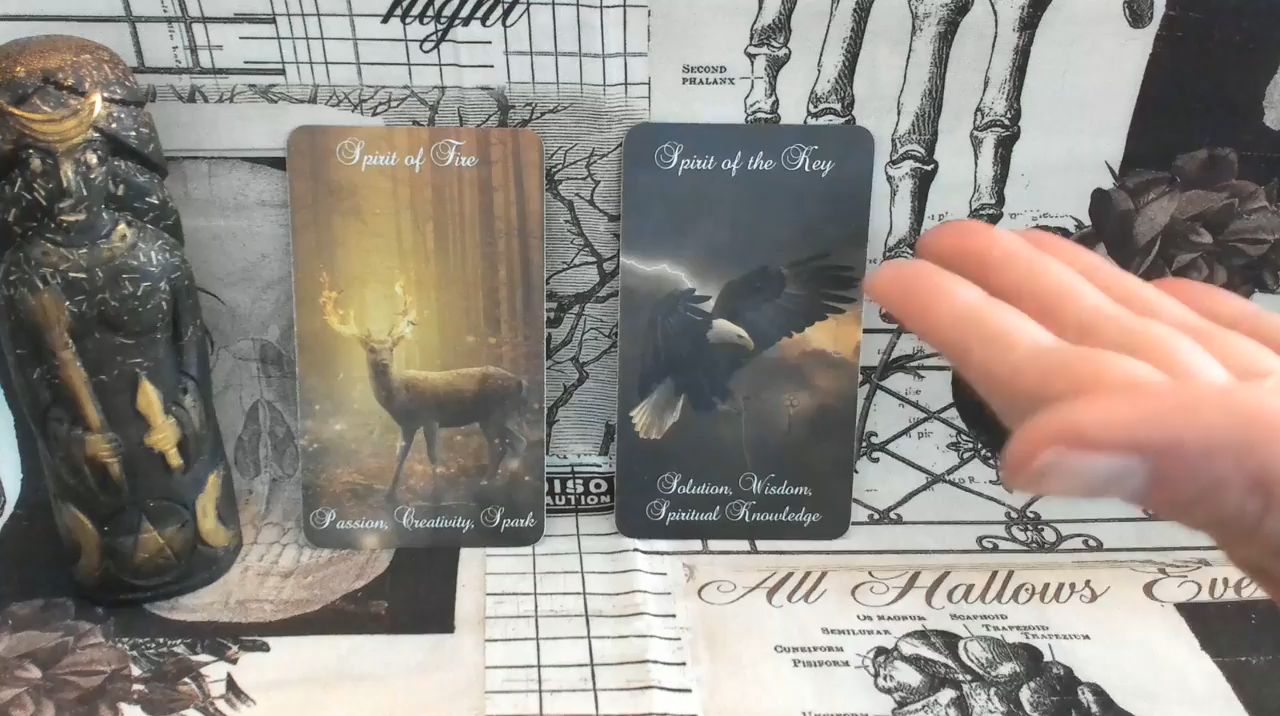 night
SECOND
PHALANX
Spirit of Fire
Passion, Creativity, Spark
Spirit of the Key
Solution, Wisdom,
Spiritual Knowledge
All Hallows Eve
OS MAGNUM
SCAPHOID
SEMILUNAR
TRAPEZOID
TRAPEZIUM
CUNEIFORM
PISIFORM